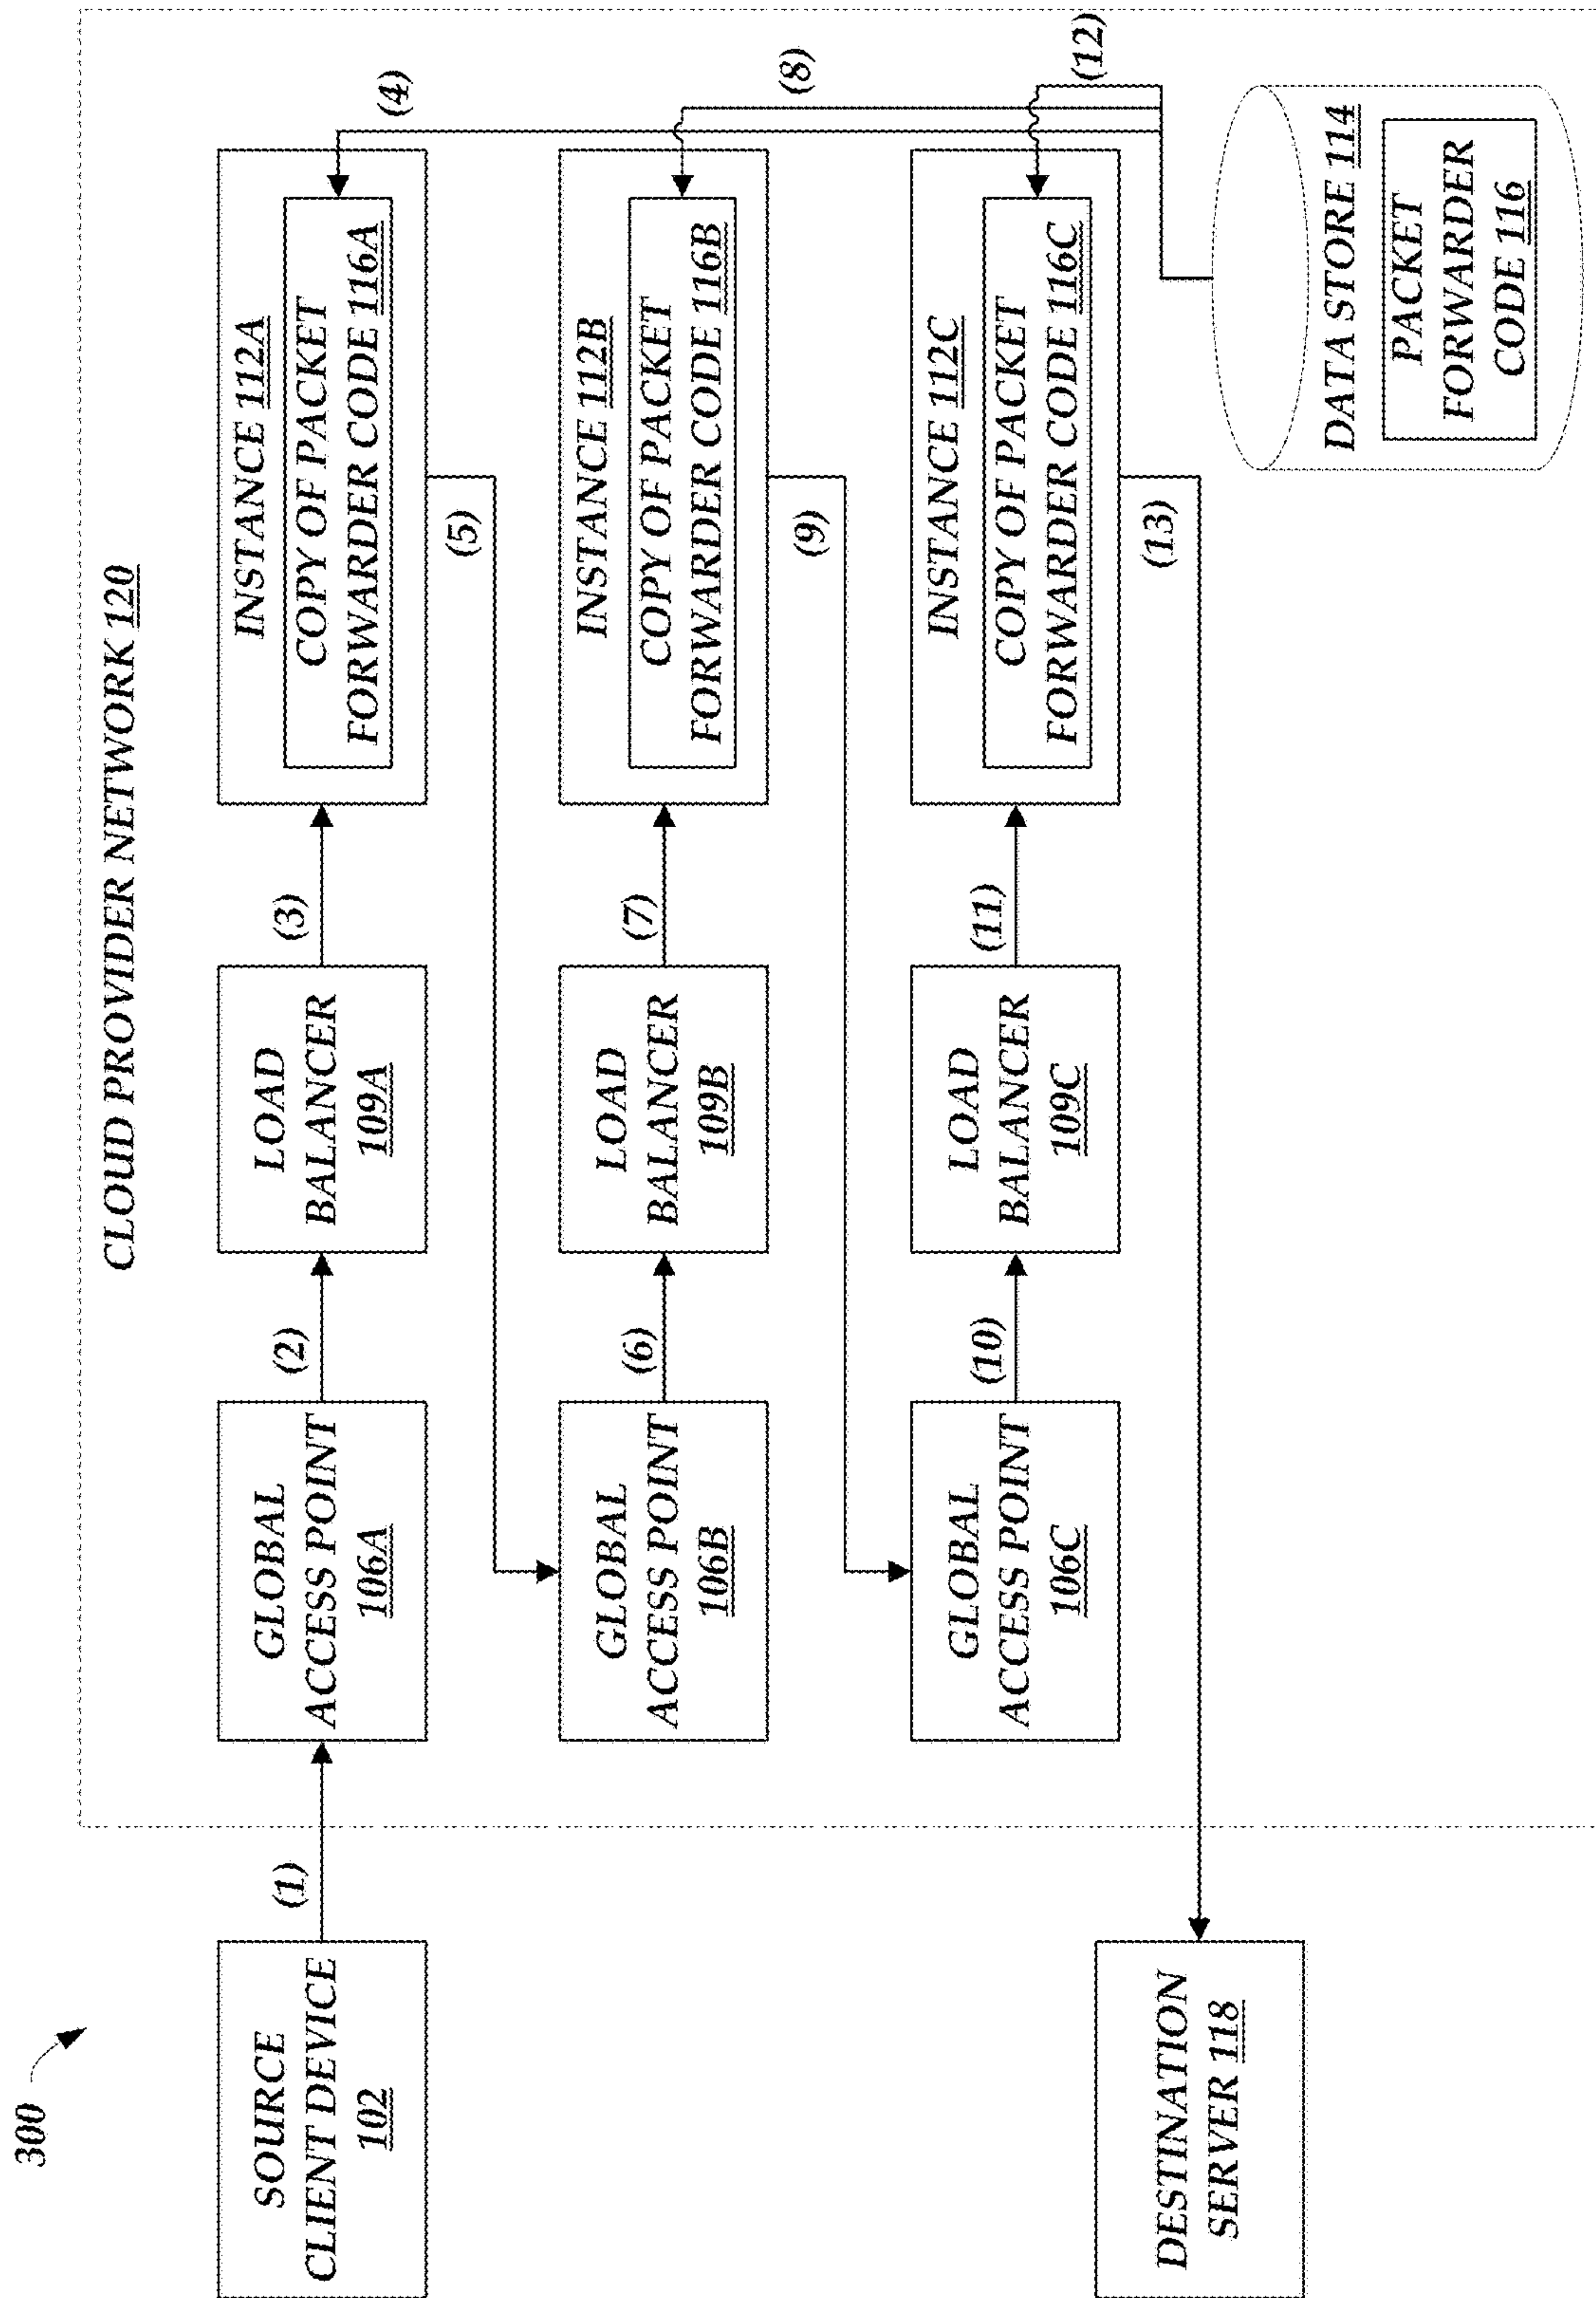 300
CLOUD PROVIDER NETWORK 120
SOURCE
CLIENT DEVICE
102
(1)
GLOBAL
ACCESS POINT
106A
(2)
LOAD
BALANCER
109A
(3)
INSTANCE 112A
COPY OF PACKET
FORWARDER CODE 116A
(4)
(5)
GLOBAL
ACCESS POINT
106B
(6)
LOAD
BALANCER
109B
(7)
INSTANCE 112B
COPY OF PACKET
FORWARDER CODE 116B
(8)
(9)
GLOBAL
ACCESS POINT
106C
(10)
LOAD
BALANCER
109C
(11)
INSTANCE 112C
COPY OF PACKET
FORWARDER CODE 116C
(12)
(13)
DESTINATION
SERVER 118
DATA STORE 114
PACKET
FORWARDER
CODE 116